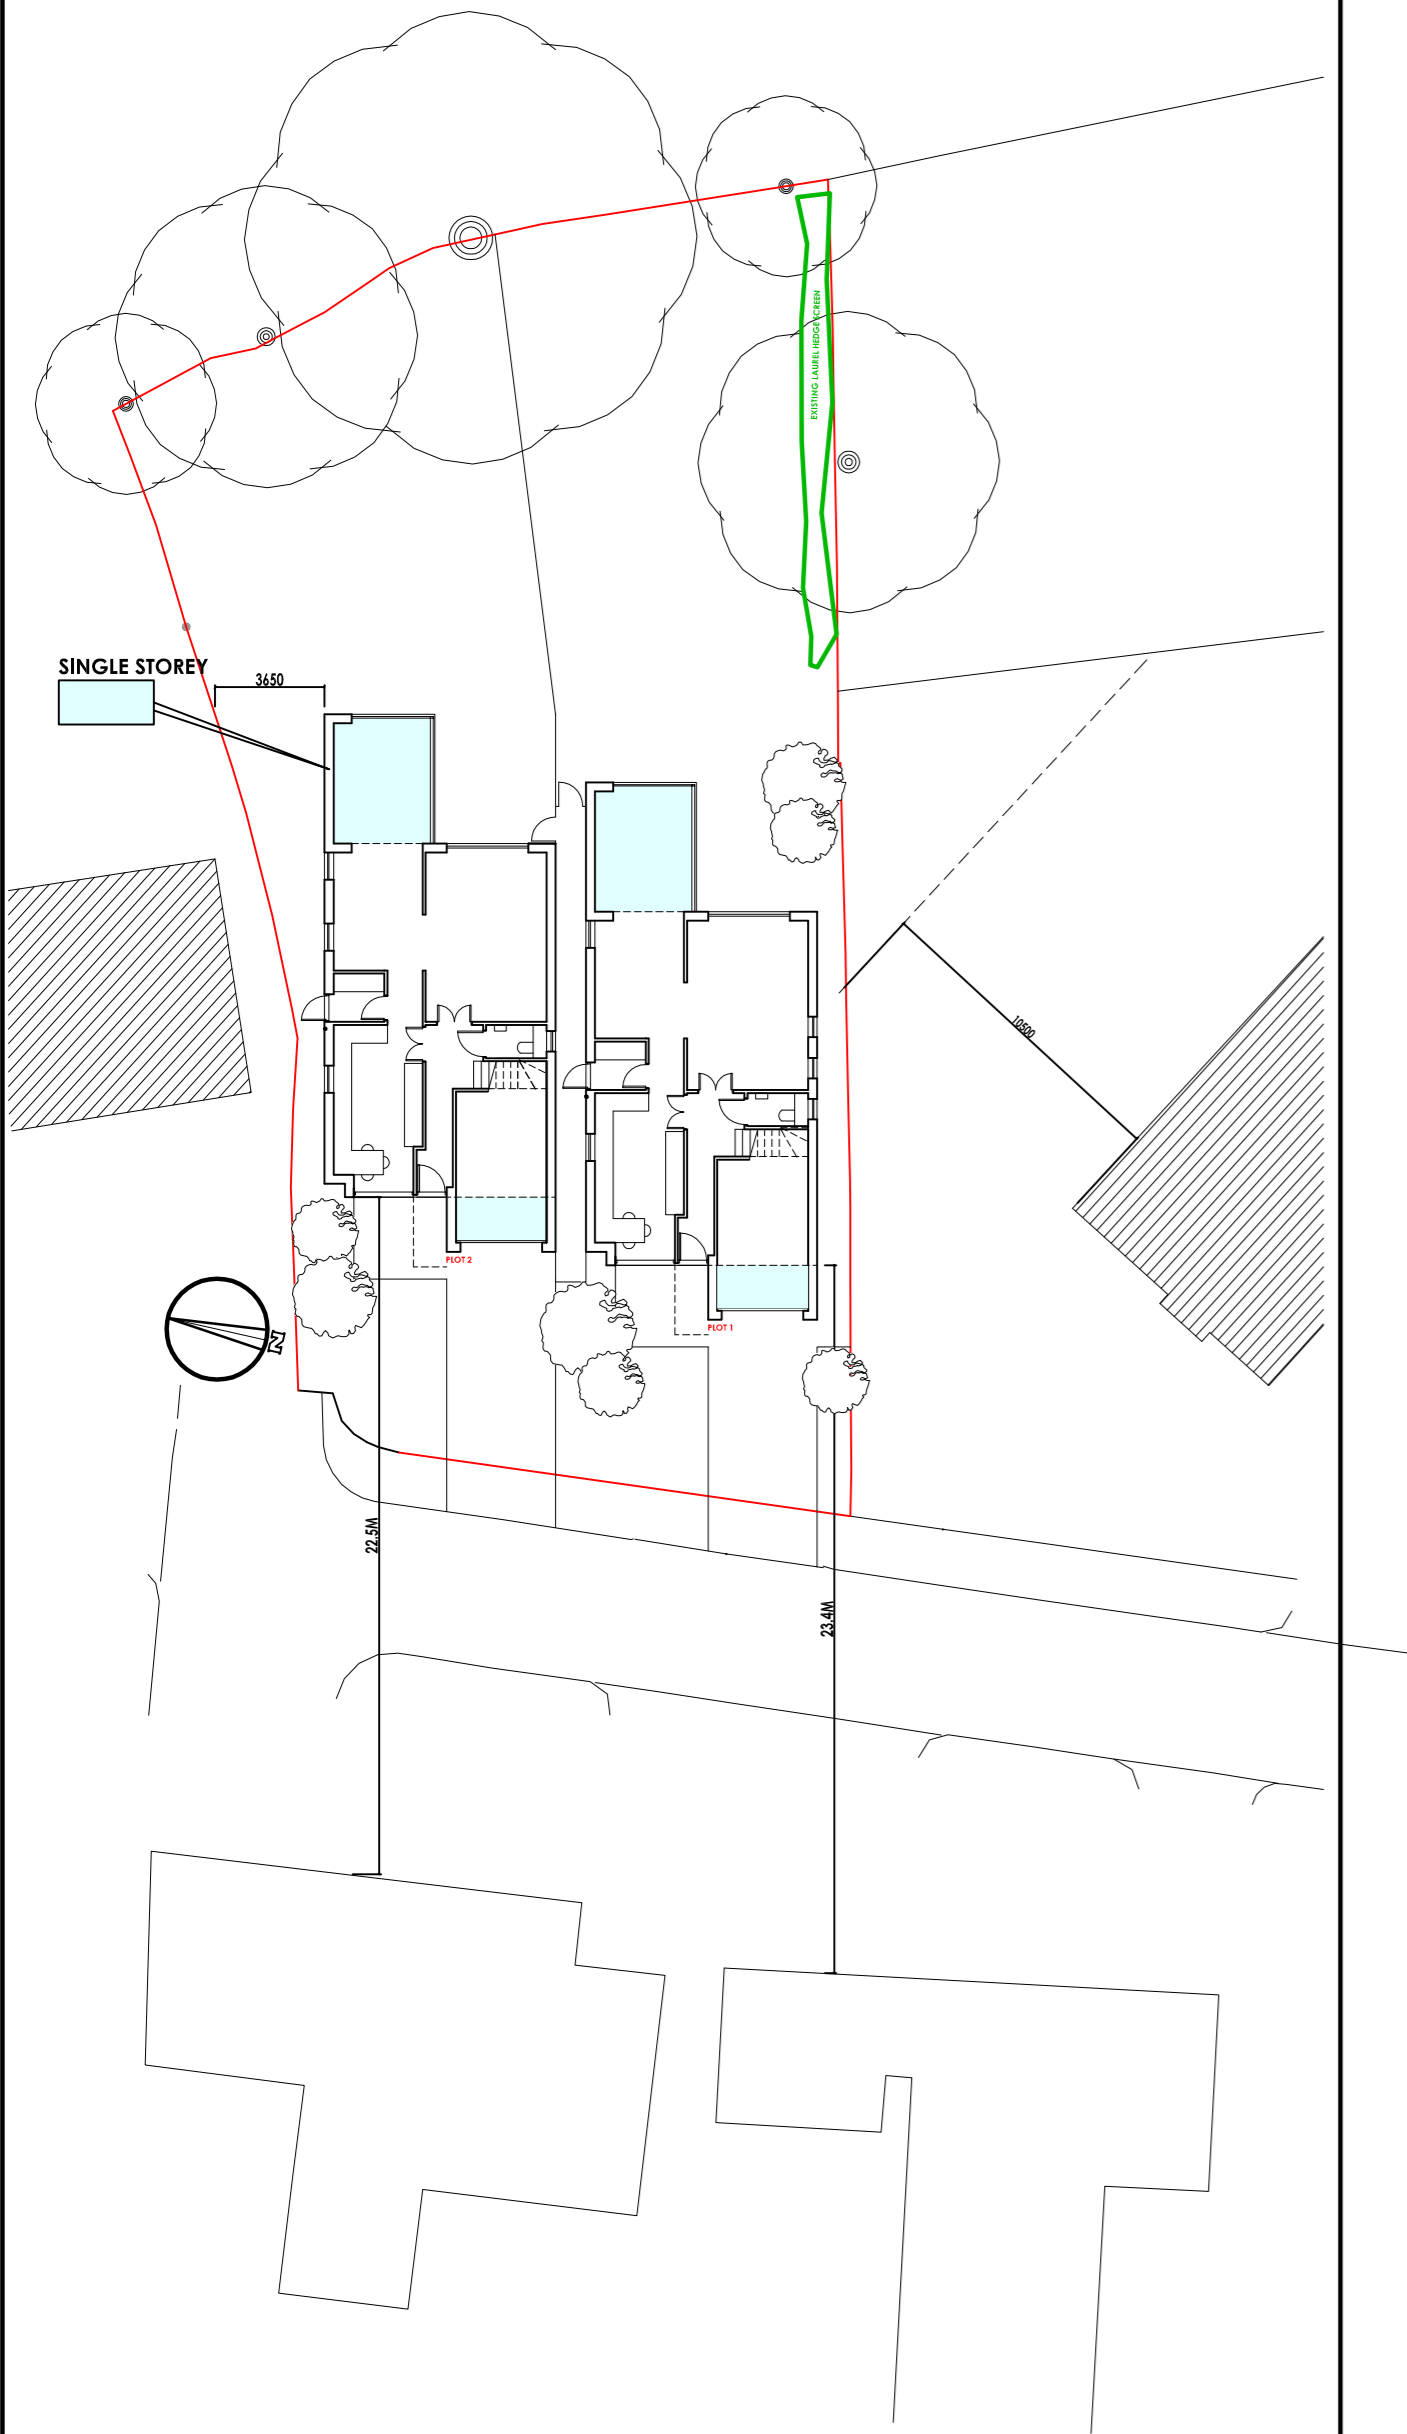 EXISTING LAUREL HEDGE SCREEN
SINGLE STOREY
3650
10500
PLOT 2
PLOT 1
N
22.5M
23.4M